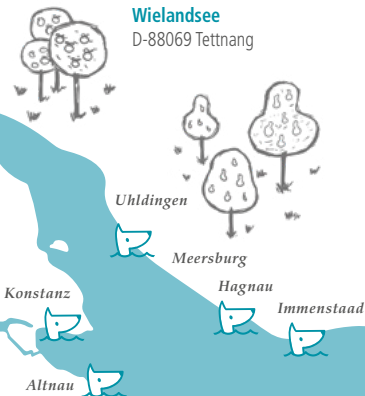 Wielandsee
D-88069 Tettnang
Uhldingen
Meersburg
Hagnau
Konstanz
Immenstaad
Altnau